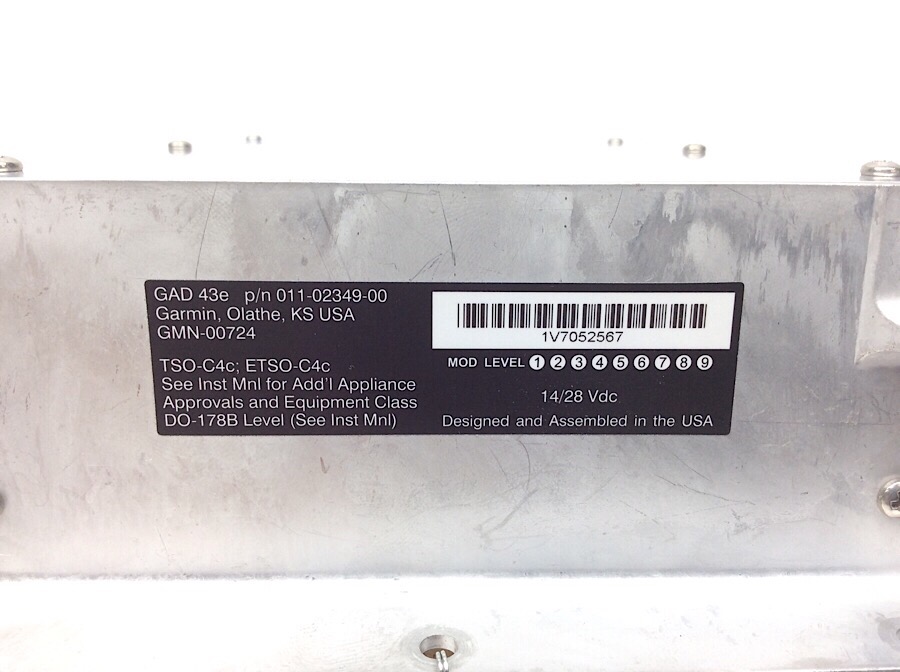 GAD 43e p/n 011-02349-00
Garmin, Olathe, KS USA
GMN-00724
TSO-C4c; ETSO-C4c
See Inst Mnl for Add'l Appliance
Approvals and Equipment Class
DO-178B Level (See Inst Mnl)
1V7052567
MOD LEVEL 1 2 3 4 5 6 7 8 9
14/28 Vdc
Designed and Assembled in the USA